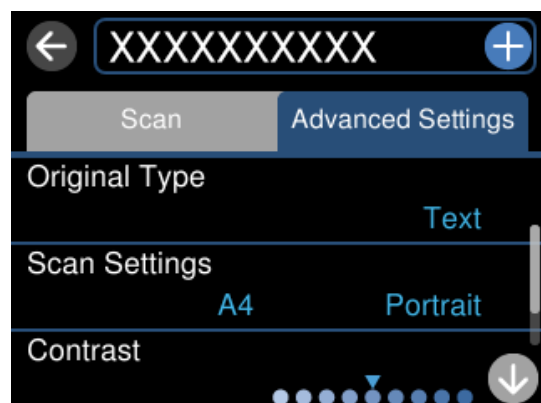 XXXXXXXXXX
Scan Advanced Settings
Original Type
Text
Scan Settings
A4 Portrait
Contrast